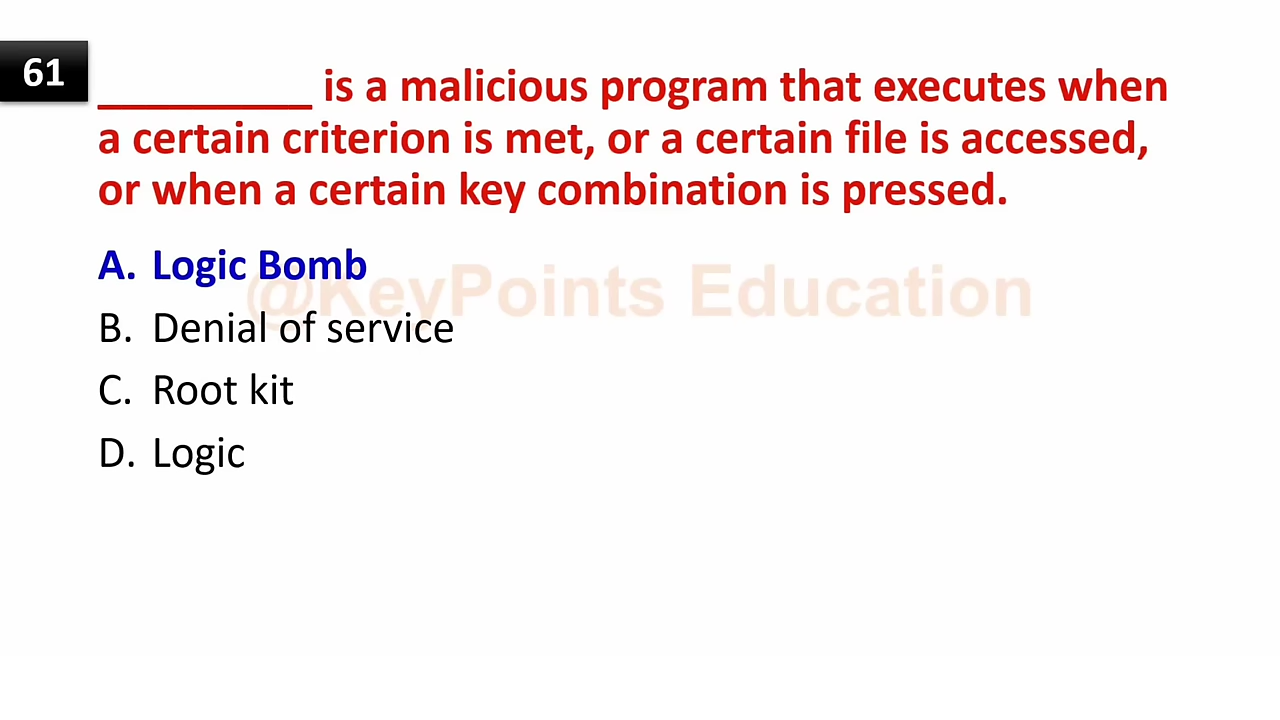 61
_________ is a malicious program that executes when
a certain criterion is met, or a certain file is accessed,
or when a certain key combination is pressed.
A. Logic Bomb
@KeyPoints Education
B. Denial of service
C. Root kit
D. Logic